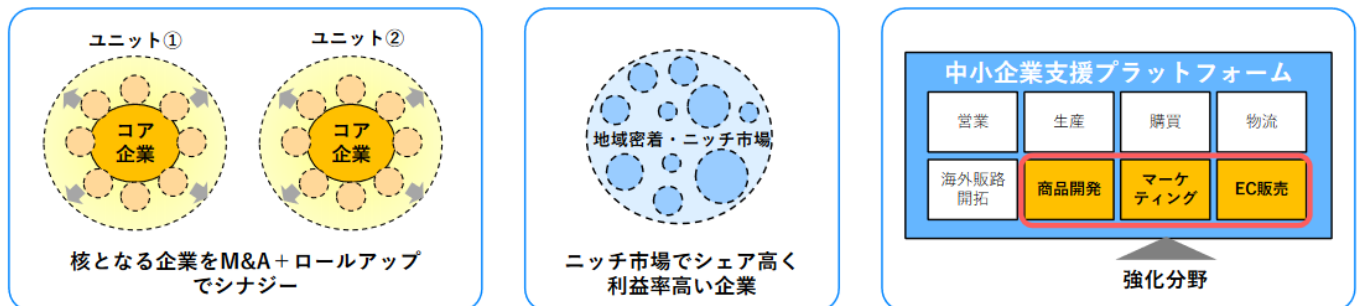 ユニット①
ユニット②
コア
企業
コア
企業
核となる企業をM&A+ロールアップ
でシナジー
地域密着・ニッチ市場
ニッチ市場でシェア高く
利益率高い企業
中小企業支援プラットフォーム
営業
生産
購買
物流
海外販路
開拓
商品開発
マーケ
ティング
EC販売
強化分野